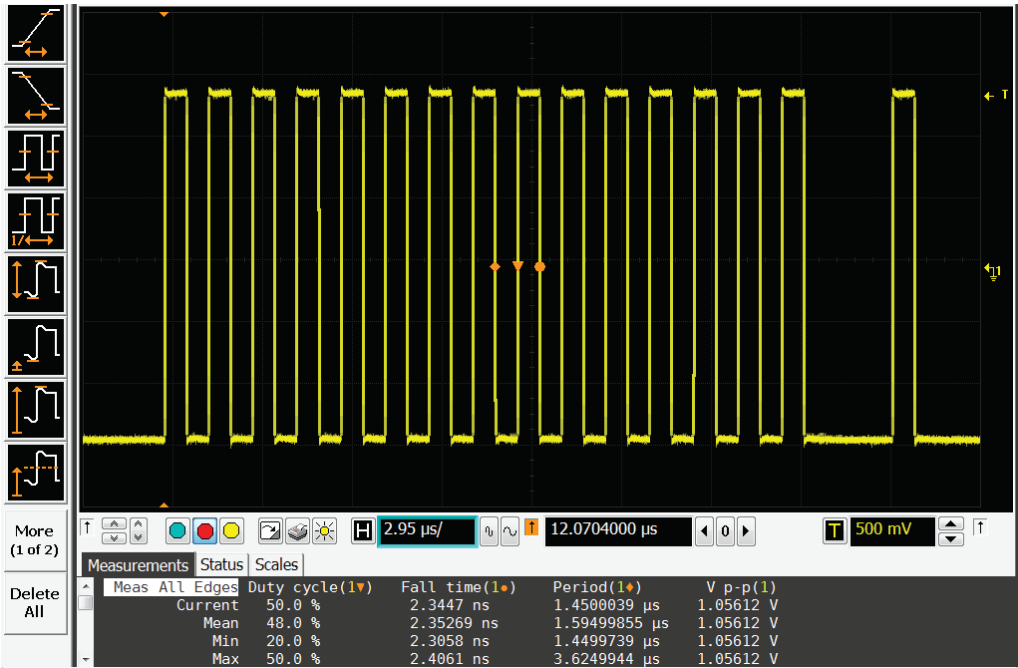 1/
T
1
More
(1 of 2)
Delete
All
H
2.95 µs/
12.0704000 µs
0
T
500 mV
Measurements
Status
Scales
Meas All Edges Duty cycle(1▼) Fall time(1●) Period(1♦) V p-p(1)
Current 50.0 % 2.3447 ns 1.4500039 µs 1.05612 V
Mean 48.0 % 2.35269 ns 1.59499855 µs 1.05612 V
Min 20.0 % 2.3058 ns 1.4499739 µs 1.05612 V
Max 50.0 % 2.4061 ns 3.6249944 µs 1.05612 V